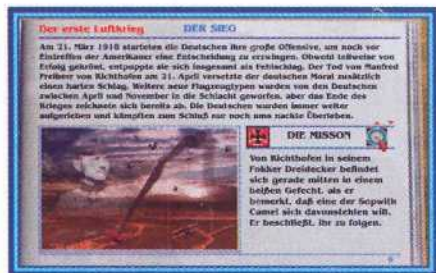 Der erste Luftkrieg DER SIEG
Am 21. März 1918 starteten die Deutschen ihre große Offensive, um noch vor
Eintreffen der Amerikaner eine Entscheidung zu erzwingen. Obwohl teilweise von
Erfolg gekrönt, entpuppte sie sich insgesamt als Fehlschlag. Der Tod von Manfred
Freiherr von Richthofen am 21. April versetzte der deutschen Moral zusätzlich
einen harten Schlag. Weitere neue Flugzeugtypen wurden von den Deutschen
zwischen April und November in die Schlacht geworfen, aber das Ende des
Krieges zeichnete sich bereits ab. Die Deutschen wurden immer weiter
aufgerieben und kämpften zum Schluß nur noch ums nackte Überleben.
DIE MISSON
Von Richthofen in seinem
Fokker Dreidecker befindet
sich gerade mitten in einem
heißen Gefecht, als er
bemerkt, daß eine der Sopwith
Camel sich davonstehlen will.
Er beschließt, ihr zu folgen.